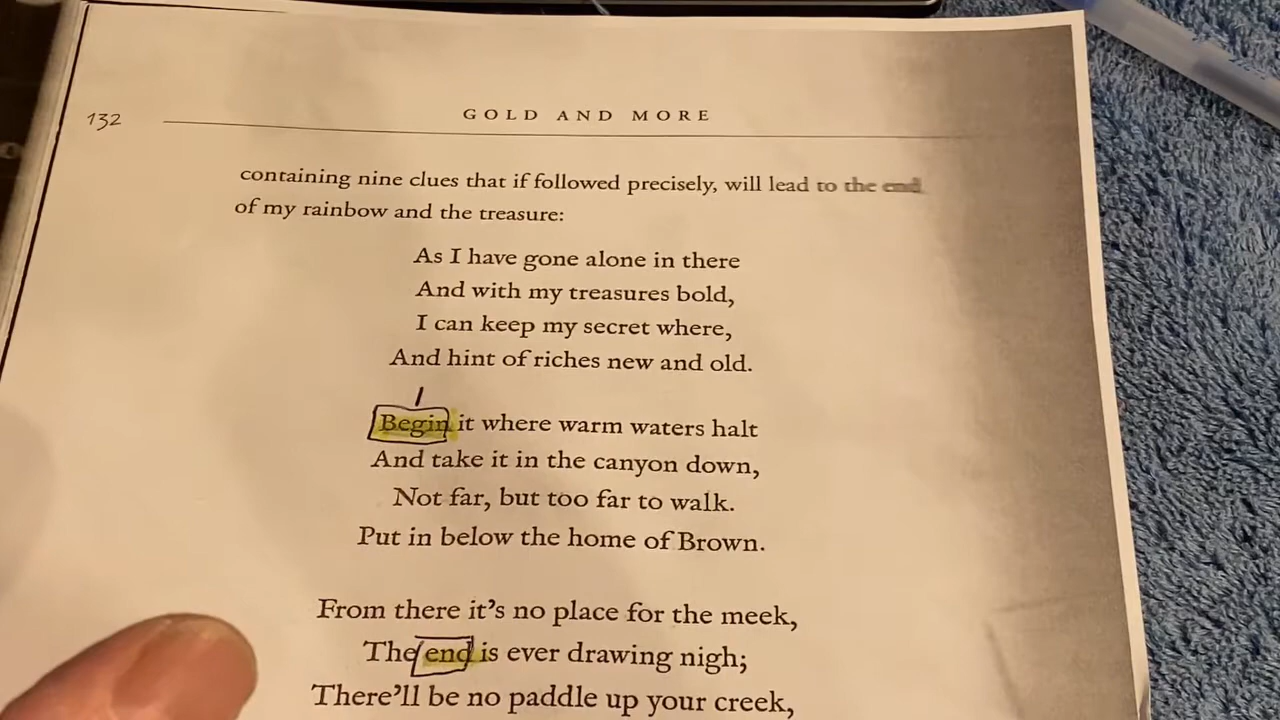 132
GOLD AND MORE
containing nine clues that if followed precisely, will lead to the end
of my rainbow and the treasure:
As I have gone alone in there
And with my treasures bold,
I can keep my secret where,
And hint of riches new and old.
1
Begin it where warm waters halt
And take it in the canyon down,
Not far, but too far to walk.
Put in below the home of Brown.
From there it's no place for the meek,
The end is ever drawing nigh;
There'll be no paddle up your creek,